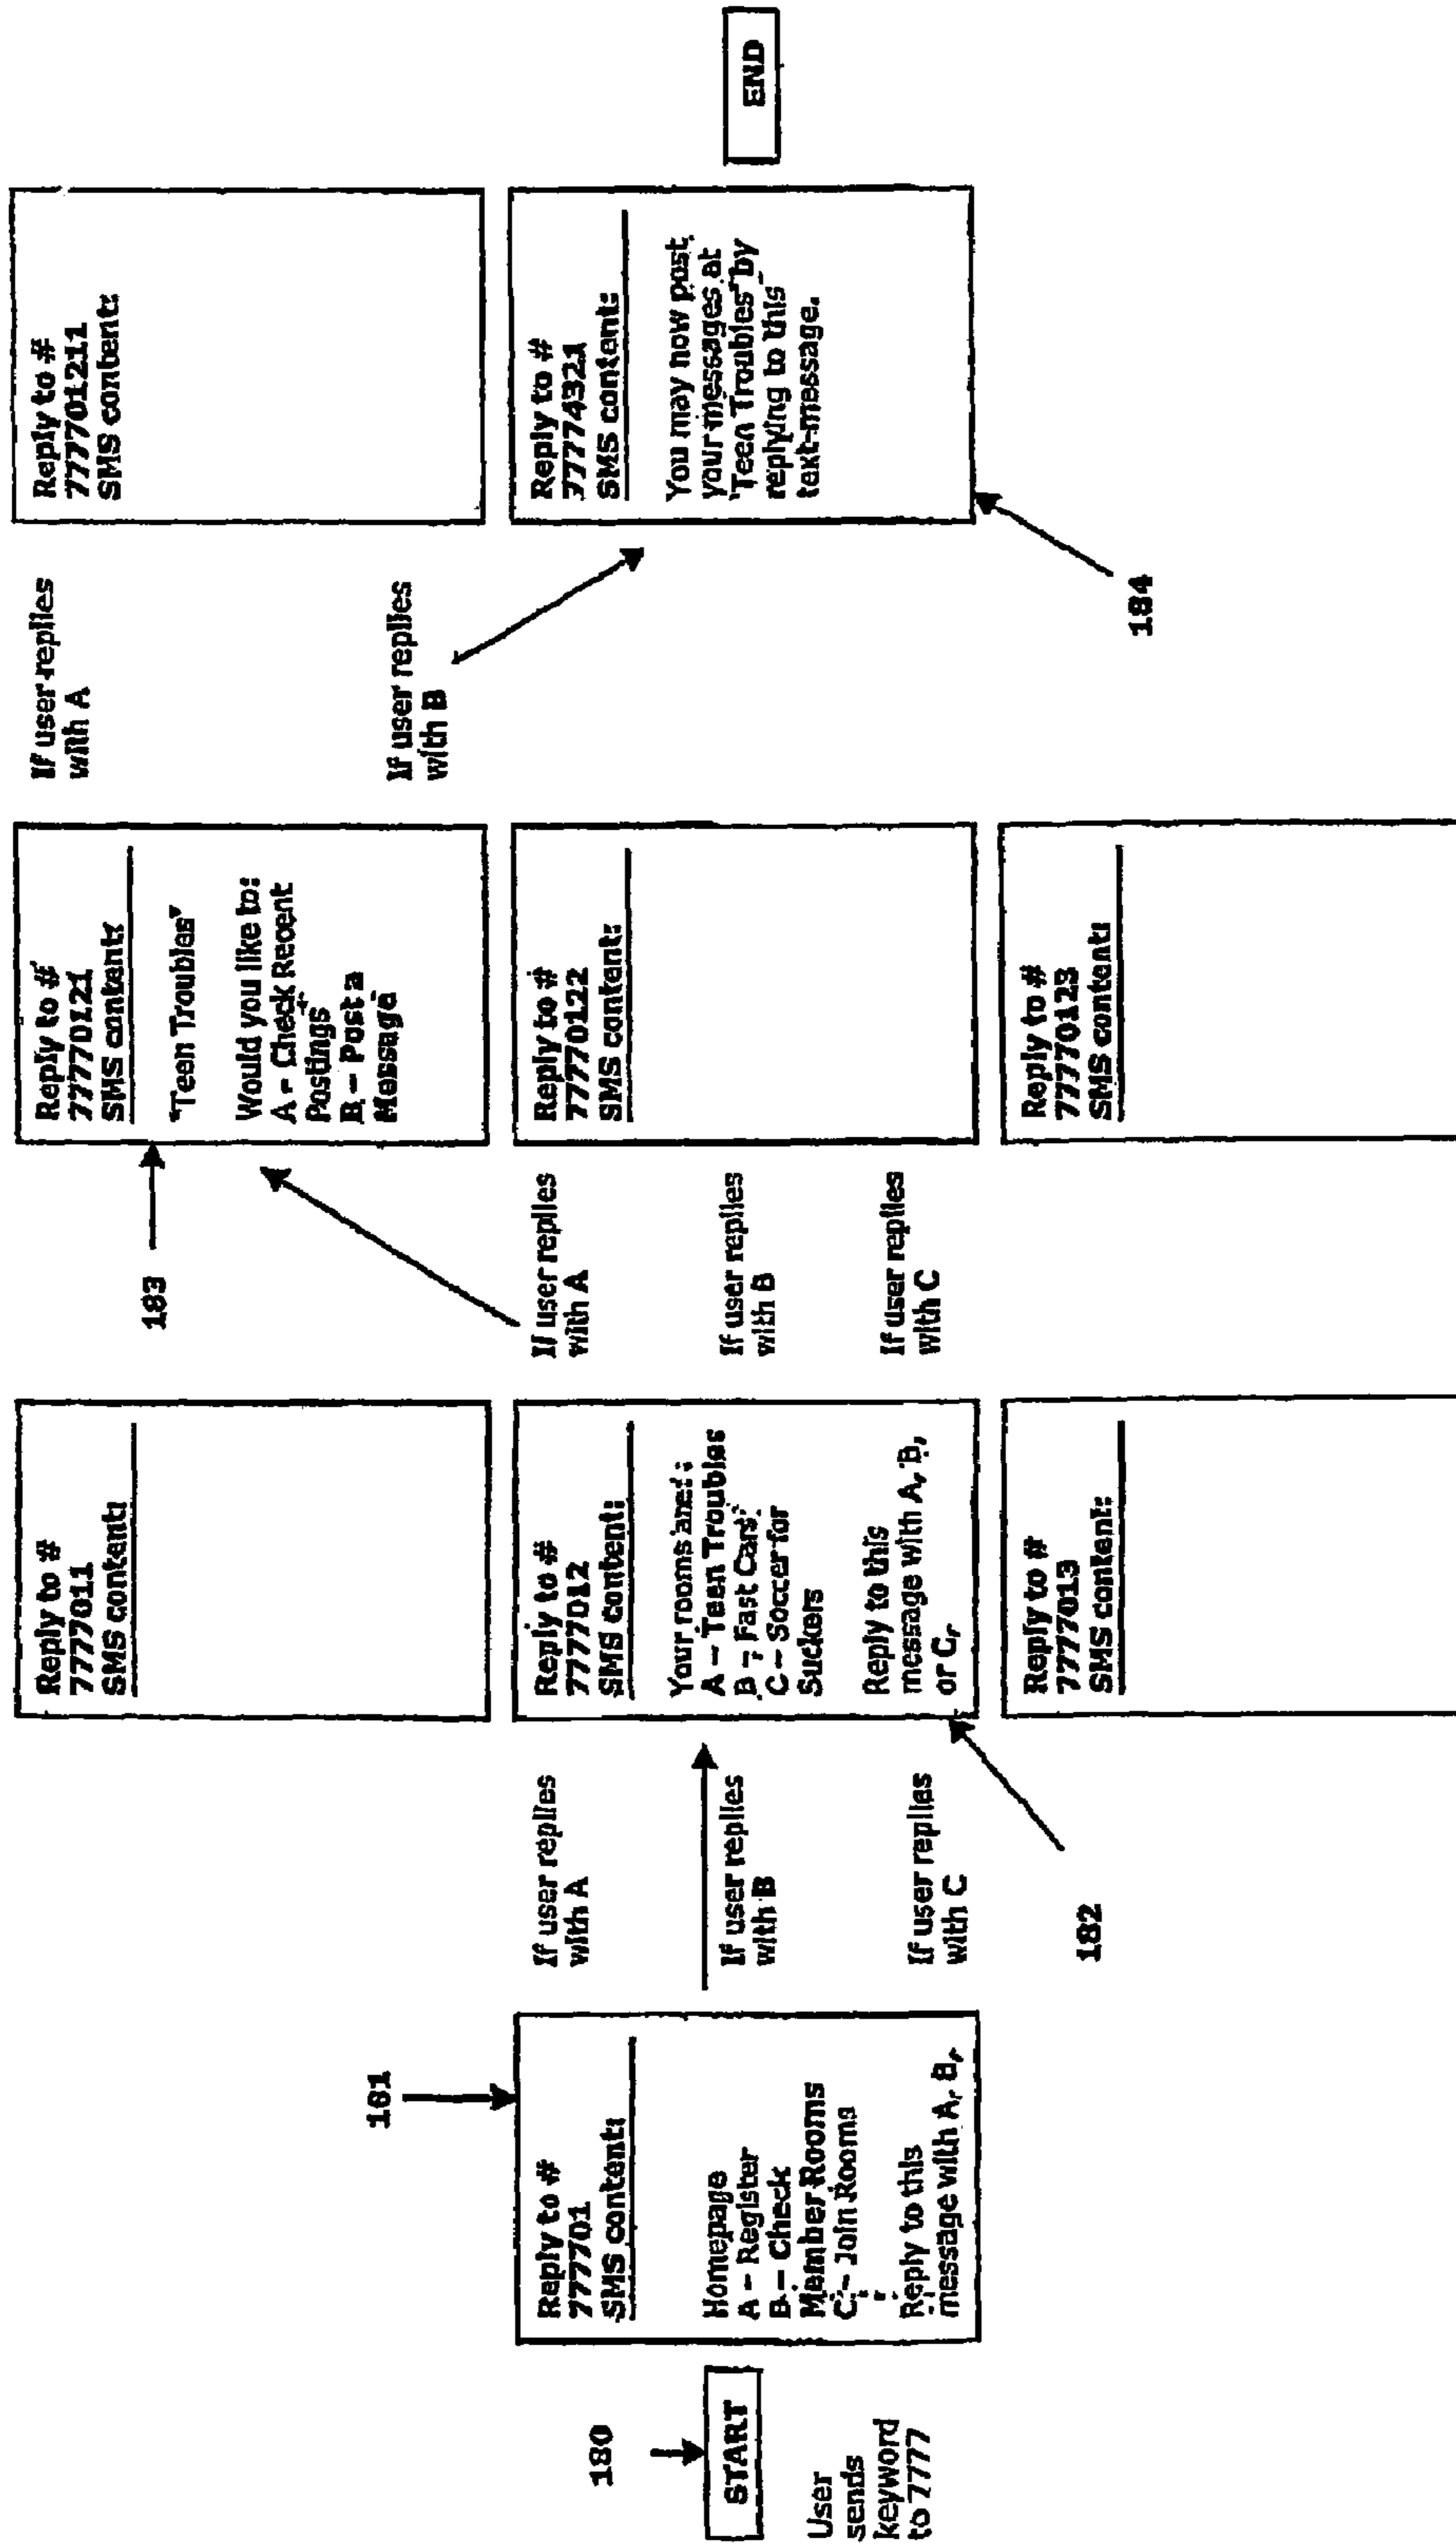 180
START
User
sends
keyword
to 7777
181
Reply to #
777701
SMS content:
Homepage
A – Register
B – Check
Member Rooms
C – Join Rooms
Reply to this
message with A, B,
If user replies
with A
If user replies
with B
If user replies
with C
182
Reply to #
7777011
SMS content:
Reply to #
7777012
SMS content:
Your rooms are:
A – Teen Troubles
B – Fast Cars
C – Soccer for
Suckers
Reply to this
message with A, B,
or C,
Reply to #
7777013
SMS content:
183
If user replies
with A
If user replies
with B
If user replies
with C
Reply to #
77770121
SMS content:
"Teen Troubles"
Would you like to:
A – Check Recent
Postings
B – Post a
Message
Reply to #
77770122
SMS content:
Reply to #
77770123
SMS content:
If user replies
with A
If user replies
with B
Reply to #
777701211
SMS content:
Reply to #
77774321
SMS content:
You may now post
your messages at
'Teen Troubles' by
replying to this
text-message.
184
END